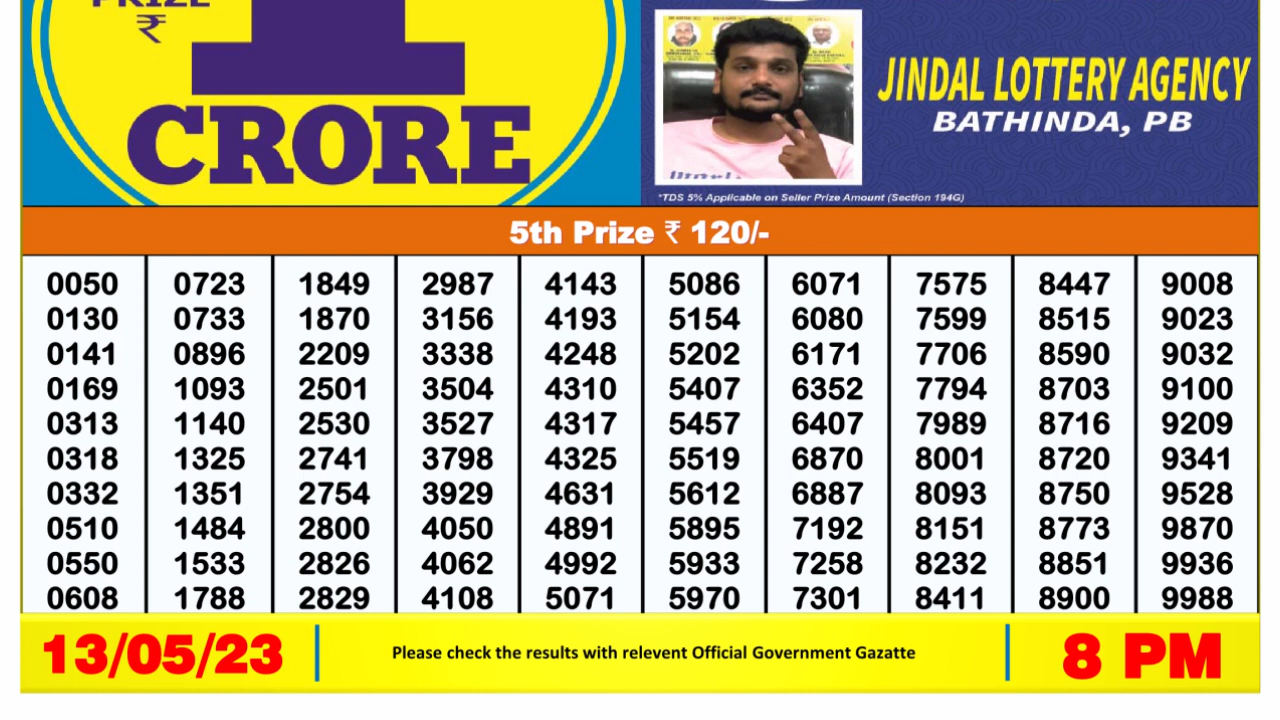 PRIZE
₹
1
CRORE
JINDAL LOTTERY AGENCY
BATHINDA, PB
*TDS 5% Applicable on Seller Prize Amount (Section 194G)
5th Prize ₹ 120/-
0050 0723 1849 2987 4143 5086 6071 7575 8447 9008
0130 0733 1870 3156 4193 5154 6080 7599 8515 9023
0141 0896 2209 3338 4248 5202 6171 7706 8590 9032
0169 1093 2501 3504 4310 5407 6352 7794 8703 9100
0313 1140 2530 3527 4317 5457 6407 7989 8716 9209
0318 1325 2741 3798 4325 5519 6870 8001 8720 9341
0332 1351 2754 3929 4631 5612 6887 8093 8750 9528
0510 1484 2800 4050 4891 5895 7192 8151 8773 9870
0550 1533 2826 4062 4992 5933 7258 8232 8851 9936
0608 1788 2829 4108 5071 5970 7301 8411 8900 9988
13/05/23
Please check the results with relevent Official Government Gazatte
8 PM